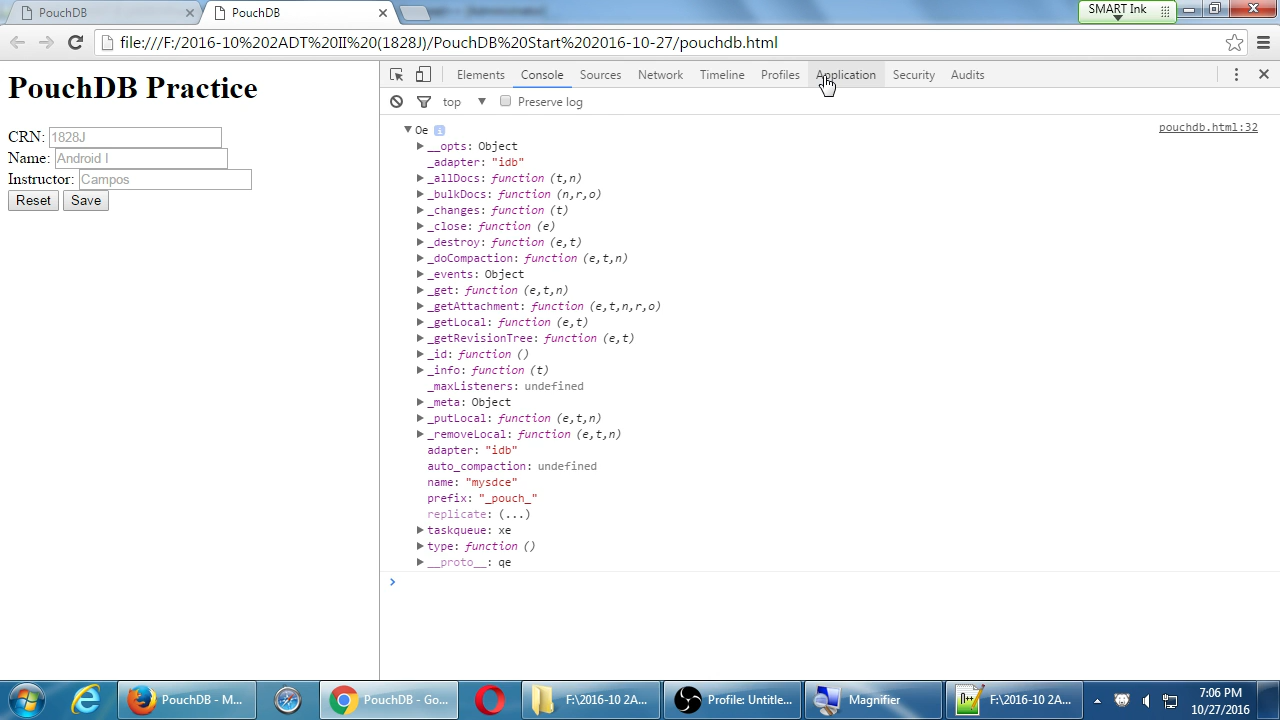 PouchDB
PouchDB
SMART Ink
file:///F:/2016-10%202ADT%20II%20(1828J)/PouchDB%20Start%202016-10-27/pouchdb.html
PouchDB Practice
CRN: 1828J
Name: Android I
Instructor: Campos
Reset Save
Elements Console Sources Network Timeline Profiles Application Security Audits
top Preserve log
Oe i pouchdb.html:32
__opts: Object
_adapter: "idb"
_allDocs: function (t,n)
_bulkDocs: function (n,r,o)
_changes: function (t)
_close: function (e)
_destroy: function (e,t)
_doCompaction: function (e,t,n)
_events: Object
_get: function (e,t,n)
_getAttachment: function (e,t,n,r,o)
_getLocal: function (e,t)
_getRevisionTree: function (e,t)
_id: function ()
_info: function (t)
_maxListeners: undefined
_meta: Object
_putLocal: function (e,t,n)
_removeLocal: function (e,t,n)
adapter: "idb"
auto_compaction: undefined
name: "mysdce"
prefix: "_pouch_"
replicate: (...)
taskqueue: xe
type: function ()
__proto__: qe
PouchDB - M... PouchDB - Go... F:\2016-10 2A... Profile: Untitle... Magnifier F:\2016-10 2A...
7:06 PM
10/27/2016